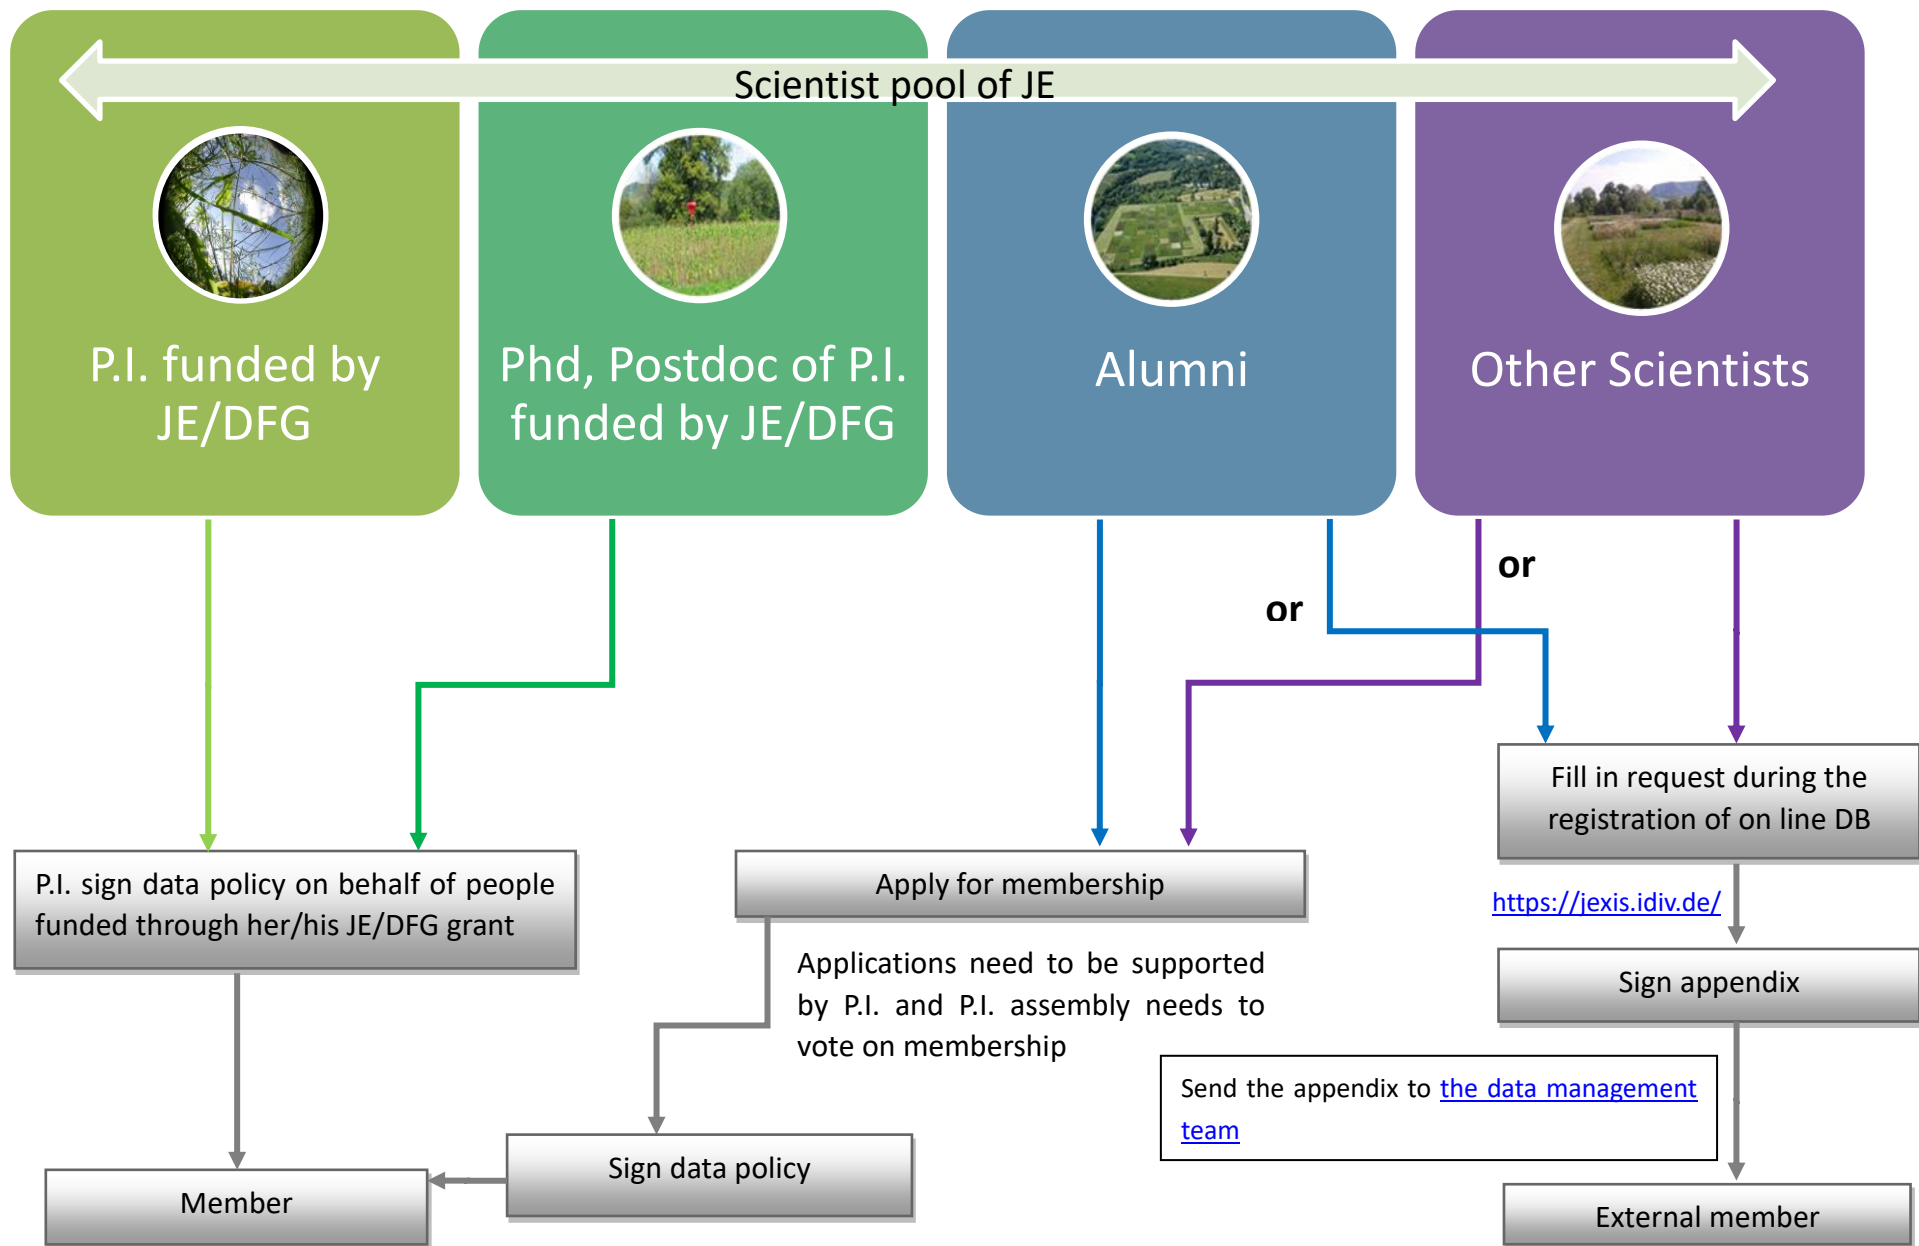 Scientist pool of JE
P.I. funded by
JE/DFG
Phd, Postdoc of P.I.
funded by JE/DFG
Alumni
Other Scientists
or
or
Fill in request during the
registration of on line DB
P.I. sign data policy on behalf of people
funded through her/his JE/DFG grant
Apply for membership
https://jexis.idiv.de/
Applications need to be supported
by P.I. and P.I. assembly needs to
vote on membership
Sign appendix
Send the appendix to the data management
team
Sign data policy
Member
External member